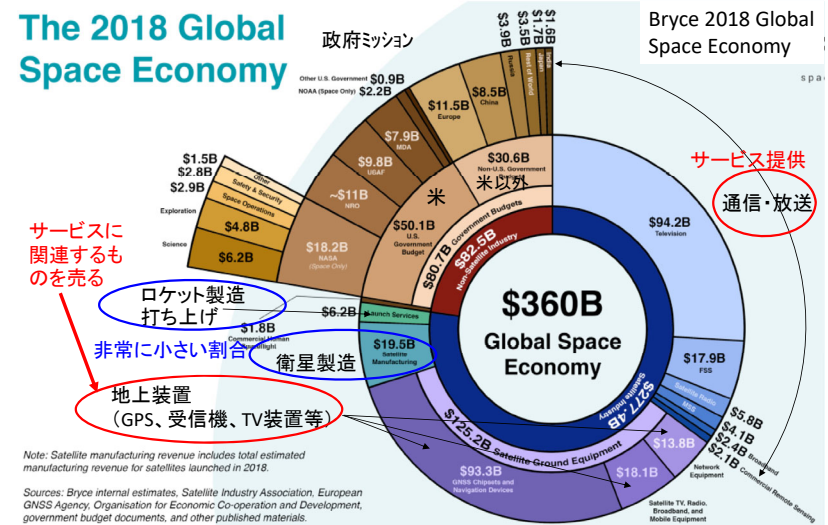 The 2018 Global
Space Economy
Bryce 2018 Global
Space Economy
spa
政府ミッション
Other U.S. Government $0.9B
NOAA (Space Only) $2.2B
$7.9B
MDA
$9.8B
USAF
~$11B
NRO
$18.2B
NASA
(Space Only)
$11.5B
Europe
$8.5B
China
$3.9B
Russia
$3.5B
Rest of World
$1.7B
Japan
$1.6B
India
$1.5B
Other
$2.8B
Safety & Security
$2.9B
Space Operations
Exploration
$4.8B
Science
$6.2B
米
$50.1B
U.S.
Government
Budget
$30.6B
Non-U.S. Government
米以外
$80.7B Government Budgets
$82.5B
Non-Satellite Industry
$360B
Global Space
Economy
$277.4B
Satellite Industry
サービス提供
通信・放送
$94.2B
Television
$17.9B
FSS
Satellite Radio
$5.8B
MSS
$4.1B
$2.4B Broadband
$2.1B Commercial Remote Sensing
サービスに
関連するも
のを売る
ロケット製造
打ち上げ
$6.2B
Launch Services
$1.8B
Commercial Human
非常に小さい割合
衛星製造
$19.5B
Satellite
Manufacturing
地上装置
（GPS、受信機、TV装置等）
$125.2B Satellite Ground Equipment
$93.3B
GNSS Chipsets and
Navigation Devices
$18.1B
Satellite TV, Radio,
Broadband, and
Mobile Equipment
$13.8B
Network
Equipment
Note: Satellite manufacturing revenue includes total estimated
manufacturing revenue for satellites launched in 2018.
Sources: Bryce internal estimates, Satellite Industry Association, European
GNSS Agency, Organisation for Economic Co-operation and Development,
government budget documents, and other published materials.